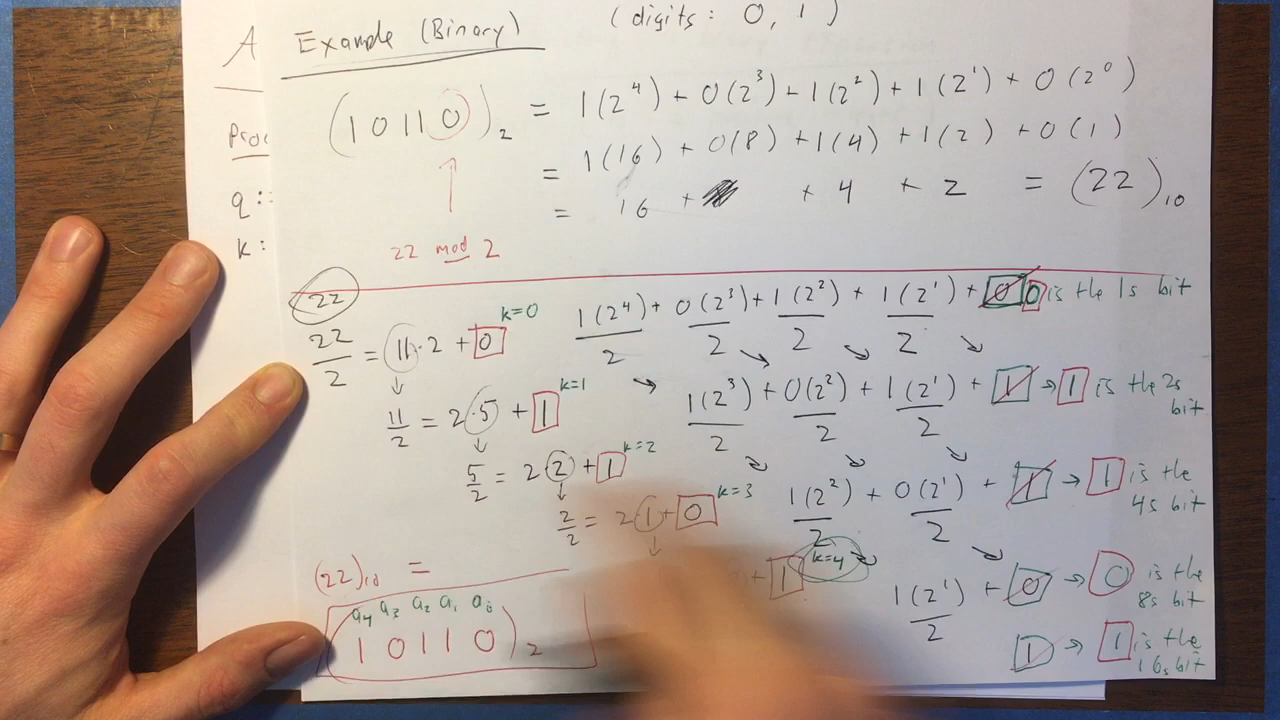 (digits: 0, 1)
A
Example (Binary)
(10110)₂ = 1(2⁴) + 0(2³) + 1(2²) + 1(2¹) + 0(2⁰)
= 1(16) + 0(8) + 1(4) + 1(2) + 0(1)
= 16 + + 4 + 2 = (22)₁₀
q :=
k :
22 mod 2
22
22/2 = 11·2 + 0 k=0
1(2⁴)/2 + 0(2³)/2 + 1(2²)/2 + 1(2¹)/2 + 0 0 is the 1s bit
11/2 = 2·5 + 1 k=1
→ 1(2³)/2 + 0(2²)/2 + 1(2¹)/2 + 1 → 1 is the 2s bit
5/2 = 2 2 + 1 k=2
1(2²)/2 + 0(2¹)/2 + 1 → 1 is the 4s bit
2/2 = 2 1 + 0 k=3
+ 1 k=4
1(2¹)/2 + 0 → 0 is the 8s bit
1 → 1 is the 16s bit
(22)₁₀ =
a₄ a₃ a₂ a₁ a₀
(1 0 1 1 0)₂